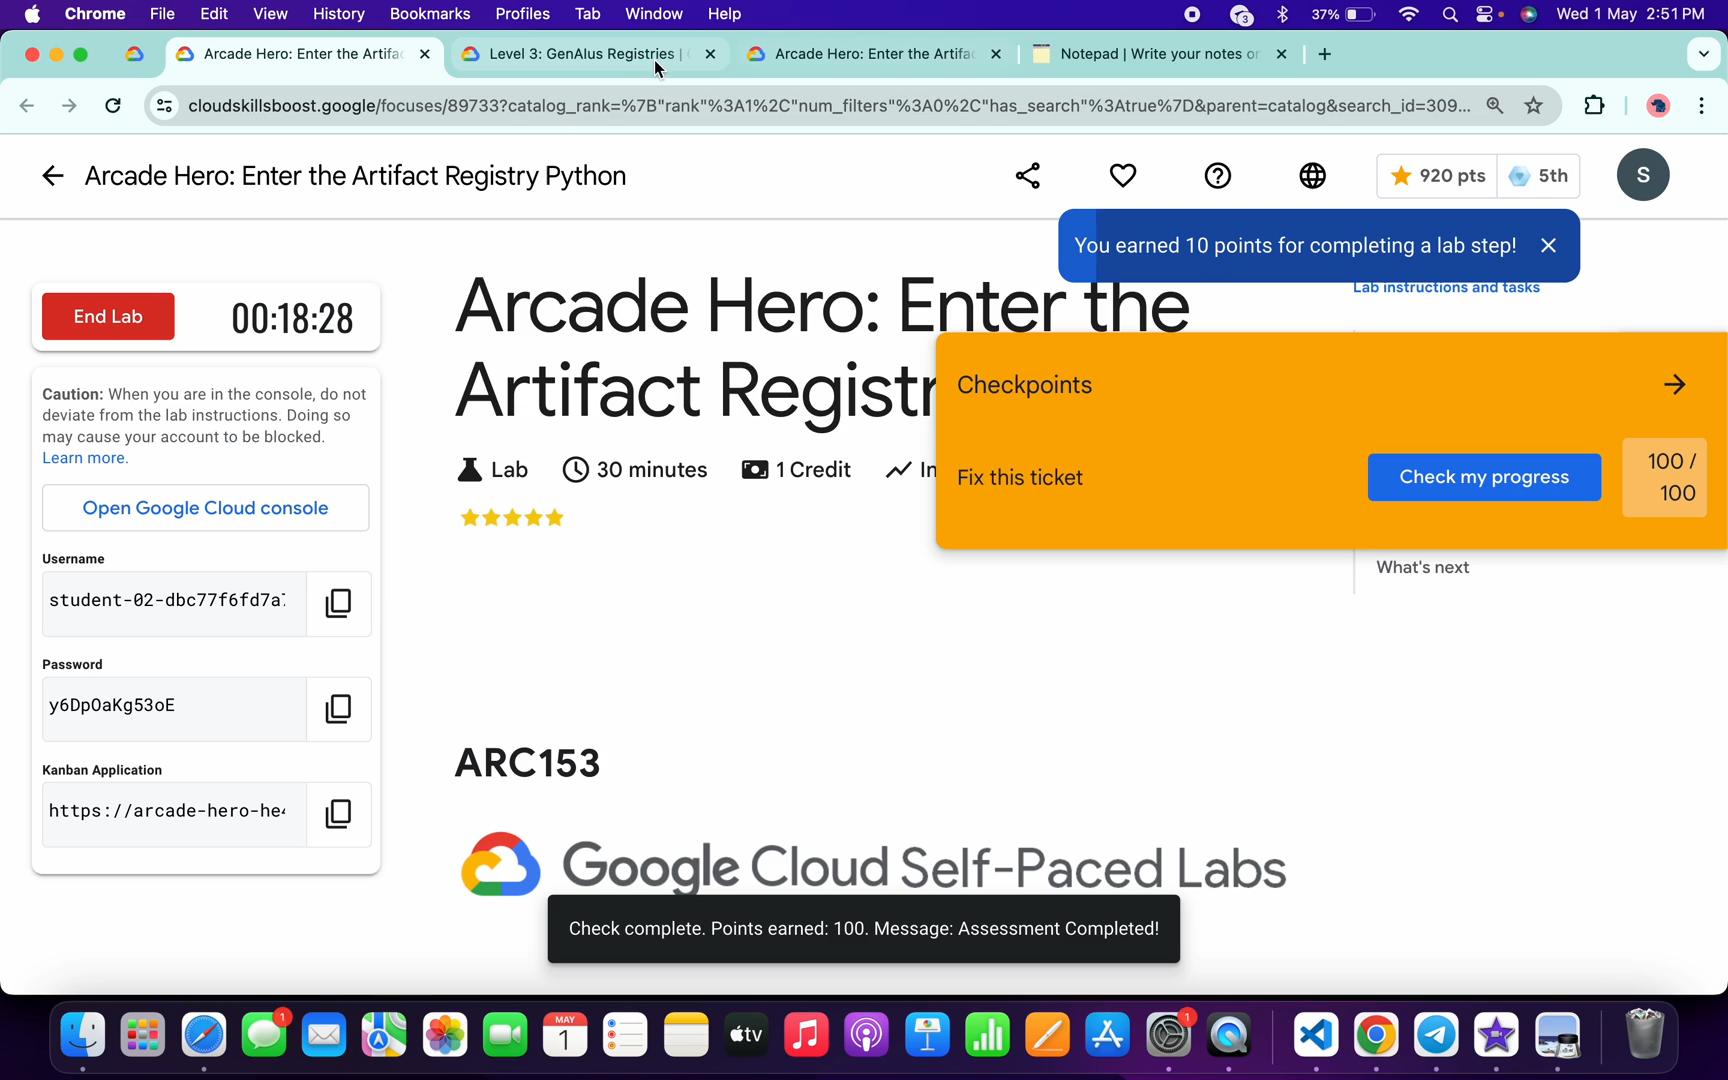 Chrome File Edit View History Bookmarks Profiles Tab Window Help 3 37% Wed 1 May 2:51 PM
Arcade Hero: Enter the Artifac Level 3: GenAIus Registries | Arcade Hero: Enter the Artifac Notepad | Write your notes on
cloudskillsboost.google/focuses/89733?catalog_rank=%7B"rank"%3A1%2C"num_filters"%3A0%2C"has_search"%3Atrue%7D&parent=catalog&search_id=309...
Arcade Hero: Enter the Artifact Registry Python 920 pts 5th S
You earned 10 points for completing a lab step!
Lab instructions and tasks
End Lab 00:18:28
Arcade Hero: Enter the
Artifact Registr
Checkpoints
Fix this ticket Check my progress 100 /
100
What's next
Lab 30 minutes 1 Credit In
Caution: When you are in the console, do not
deviate from the lab instructions. Doing so
may cause your account to be blocked.
Learn more.
Open Google Cloud console
Username
student-02-dbc77f6fd7a
Password
y6DpOaKg53oE
Kanban Application
https://arcade-hero-he
ARC153
Google Cloud Self-Paced Labs
Check complete. Points earned: 100. Message: Assessment Completed!
1 MAY 1 tv 1